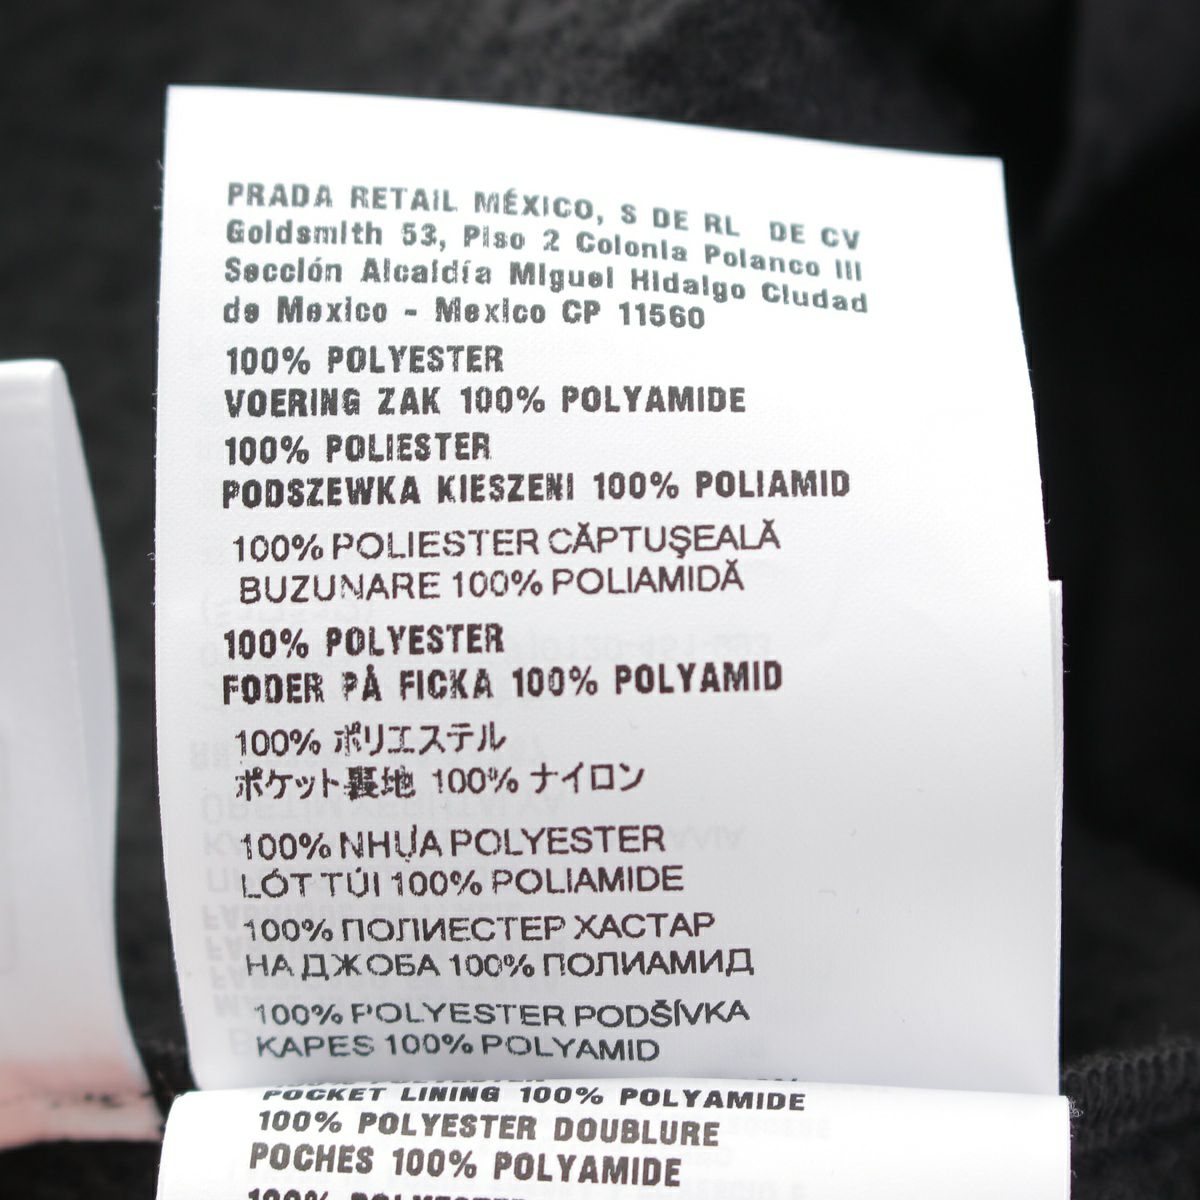 PRADA RETAIL MÉXICO, S DE RL DE CV
Goldsmith 53, Piso 2 Colonia Polanco III
Sección Alcaldía Miguel Hidalgo Ciudad
de Mexico - Mexico CP 11560
100% POLYESTER
VOERING ZAK 100% POLYAMIDE
100% POLIESTER
PODSZEWKA KIESZENI 100% POLIAMID
100% POLIESTER CĂPTUŞEALĂ
BUZUNARE 100% POLIAMIDĂ
100% POLYESTER
FODER PÅ FICKA 100% POLYAMID
100% ポリエステル
ポケット裏地 100% ナイロン
100% NHỰA POLYESTER
LÓT TÚI 100% POLIAMIDE
100% ПОЛИЕСТЕР ХАСТАР
НА ДЖОБА 100% ПОЛИАМИД
100% POLYESTER PODŠÍVKA
KAPES 100% POLYAMID
POCKET LINING 100% POLYAMIDE
100% POLYESTER DOUBLURE
POCHES 100% POLYAMIDE